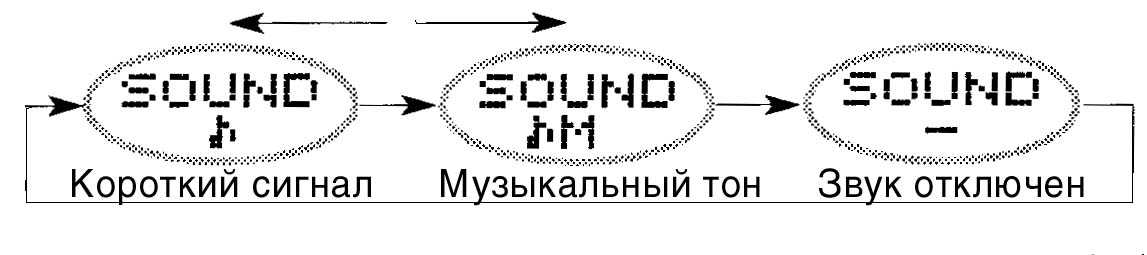 SOUND SOUND SOUND
♪ ♪M –
Короткий сигнал Музыкальный тон Звук отключен